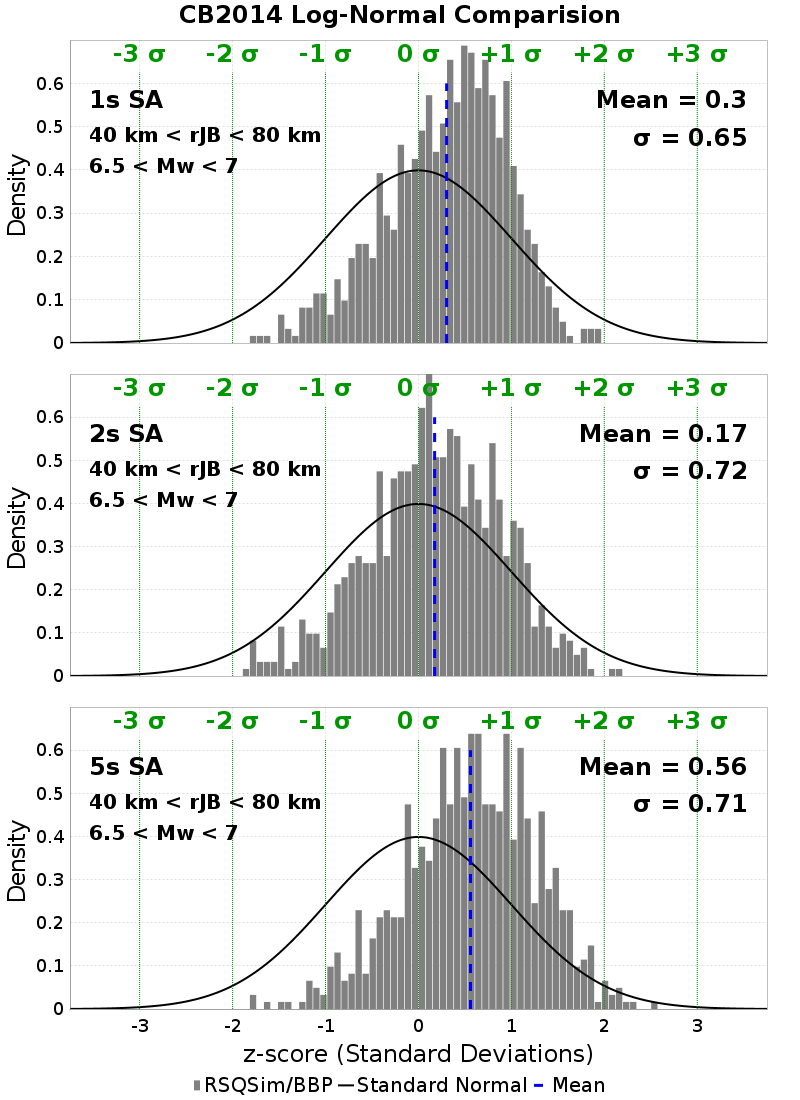 CB2014 Log-Normal Comparision
-3 σ -2 σ -1 σ 0 σ +1 σ +2 σ +3 σ
1s SA
40 km < rJB < 80 km
6.5 < Mw < 7
Mean = 0.3
σ = 0.65
Density
0.6
0.5
0.4
0.3
0.2
0.1
0
-3 σ -2 σ -1 σ 0 σ +1 σ +2 σ +3 σ
2s SA
40 km < rJB < 80 km
6.5 < Mw < 7
Mean = 0.17
σ = 0.72
Density
0.6
0.5
0.4
0.3
0.2
0.1
0
-3 σ -2 σ -1 σ 0 σ +1 σ +2 σ +3 σ
5s SA
40 km < rJB < 80 km
6.5 < Mw < 7
Mean = 0.56
σ = 0.71
Density
0.6
0.5
0.4
0.3
0.2
0.1
0
-3 -2 -1 0 1 2 3
z-score (Standard Deviations)
RSQSim/BBP Standard Normal Mean